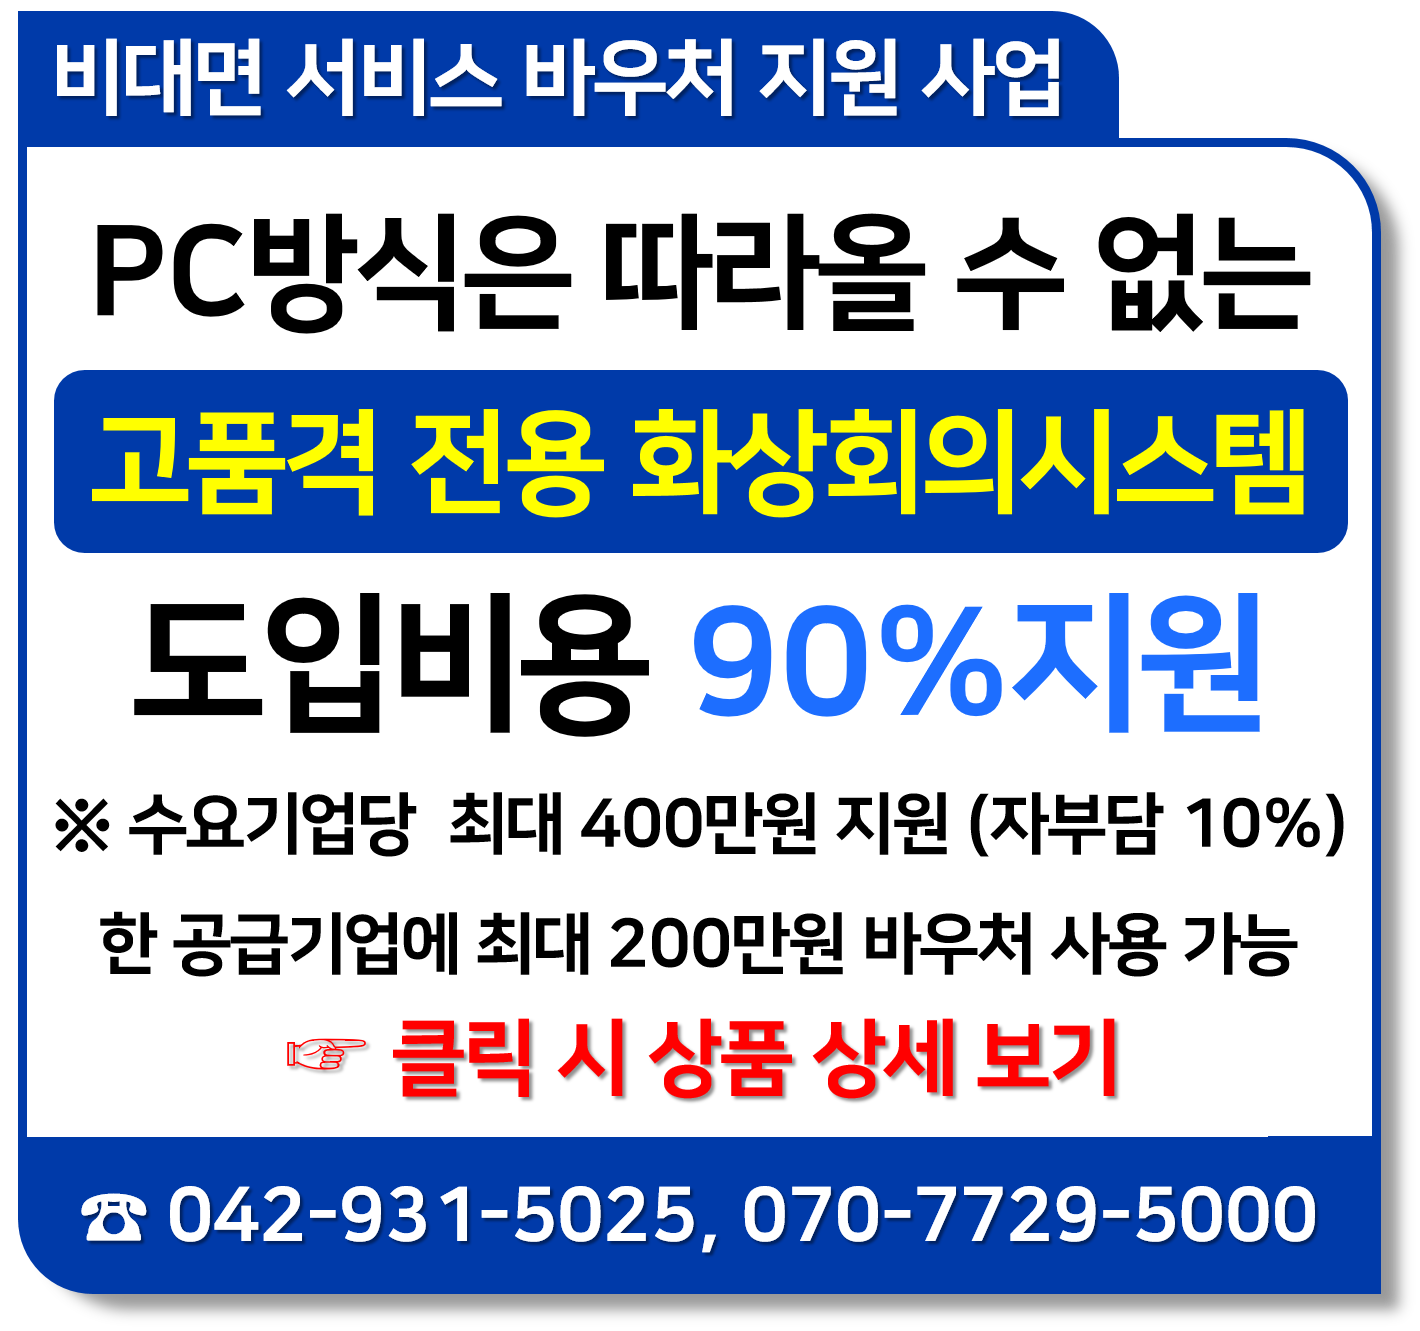 비대면 서비스 바우처 지원 사업
PC방식은 따라올 수 없는
고품격 전용 화상회의시스템
도입비용 90%지원
※ 수요기업당 최대 400만원 지원 (자부담 10%)
한 공급기업에 최대 200만원 바우처 사용 가능
☞ 클릭 시 상품 상세 보기
☎ 042-931-5025, 070-7729-5000